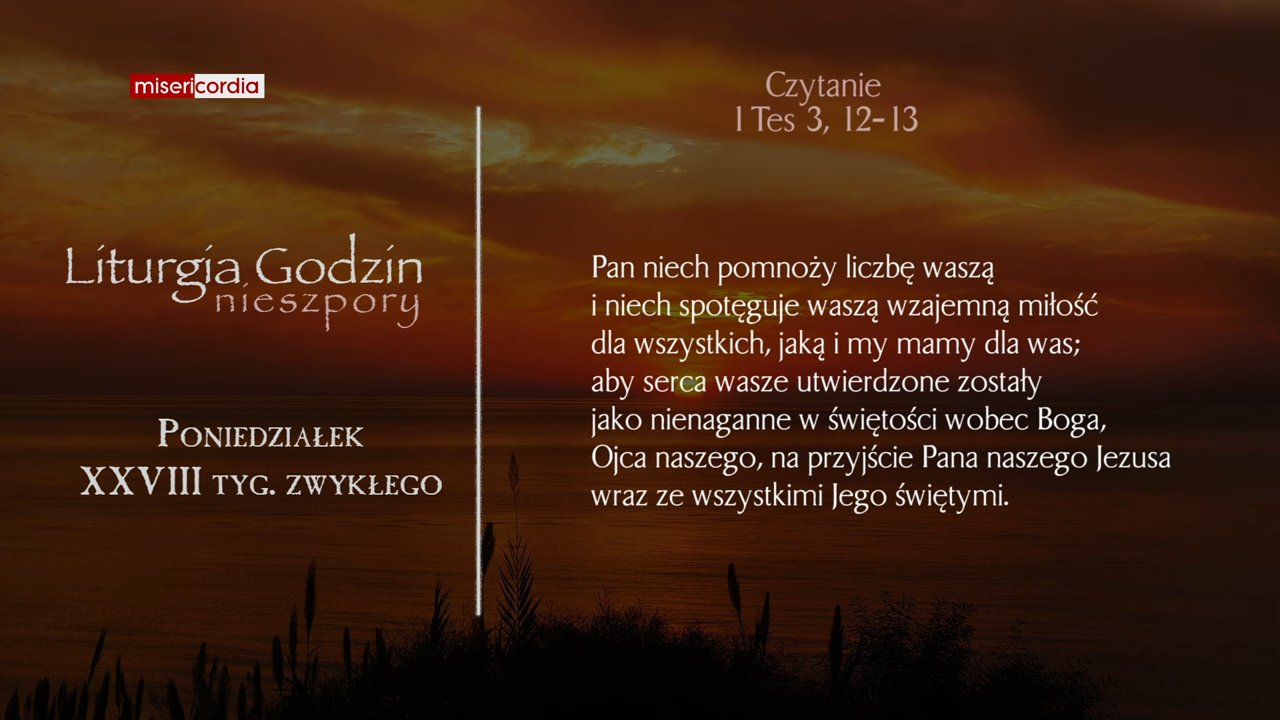 misericordia
Liturgia Godzin
nieszpory
Poniedziałek
XXVIII tyg. zwykłego
Czytanie
1 Tes 3, 12-13
Pan niech pomnoży liczbę waszą
i niech spotęguje waszą wzajemną miłość
dla wszystkich, jaką i my mamy dla was;
aby serca wasze utwierdzone zostały
jako nienaganne w świętości wobec Boga,
Ojca naszego, na przyjście Pana naszego Jezusa
wraz ze wszystkimi Jego świętymi.